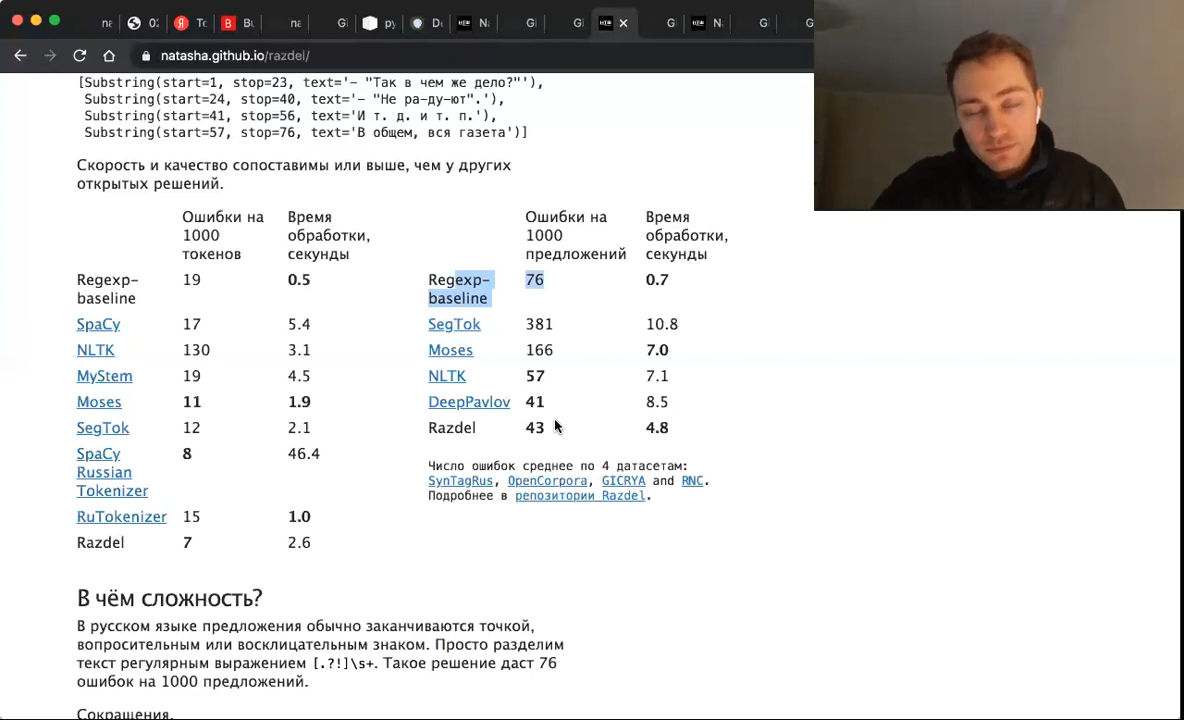 natasha.github.io/razdel/
[Substring(start=1, stop=23, text='- "Так в чем же дело?"'),
Substring(start=24, stop=40, text='- "Не ра-ду-ют".'),
Substring(start=41, stop=56, text='И т. д. и т. п.'),
Substring(start=57, stop=76, text='В общем, вся газета')]
Скорость и качество сопоставимы или выше, чем у других
открытых решений.
Ошибки на
1000
токенов
Время
обработки,
секунды
Regexp-
baseline
19
0.5
SpaCy 17 5.4
NLTK 130 3.1
MyStem 19 4.5
Moses 11 1.9
SegTok 12 2.1
SpaCy
Russian
Tokenizer
8
46.4
RuTokenizer 15 1.0
Razdel 7 2.6
Ошибки на
1000
предложений
Время
обработки,
секунды
Regexp-
baseline
76
0.7
SegTok 381 10.8
Moses 166 7.0
NLTK 57 7.1
DeepPavlov 41 8.5
Razdel 43 4.8
Число ошибок среднее по 4 датасетам:
SynTagRus, OpenCorpora, GICRYA and RNC.
Подробнее в репозитории Razdel.
В чём сложность?
В русском языке предложения обычно заканчиваются точкой,
вопросительным или восклицательным знаком. Просто разделим
текст регулярным выражением [.?!]\s+. Такое решение даст 76
ошибок на 1000 предложений.
Сокращения.